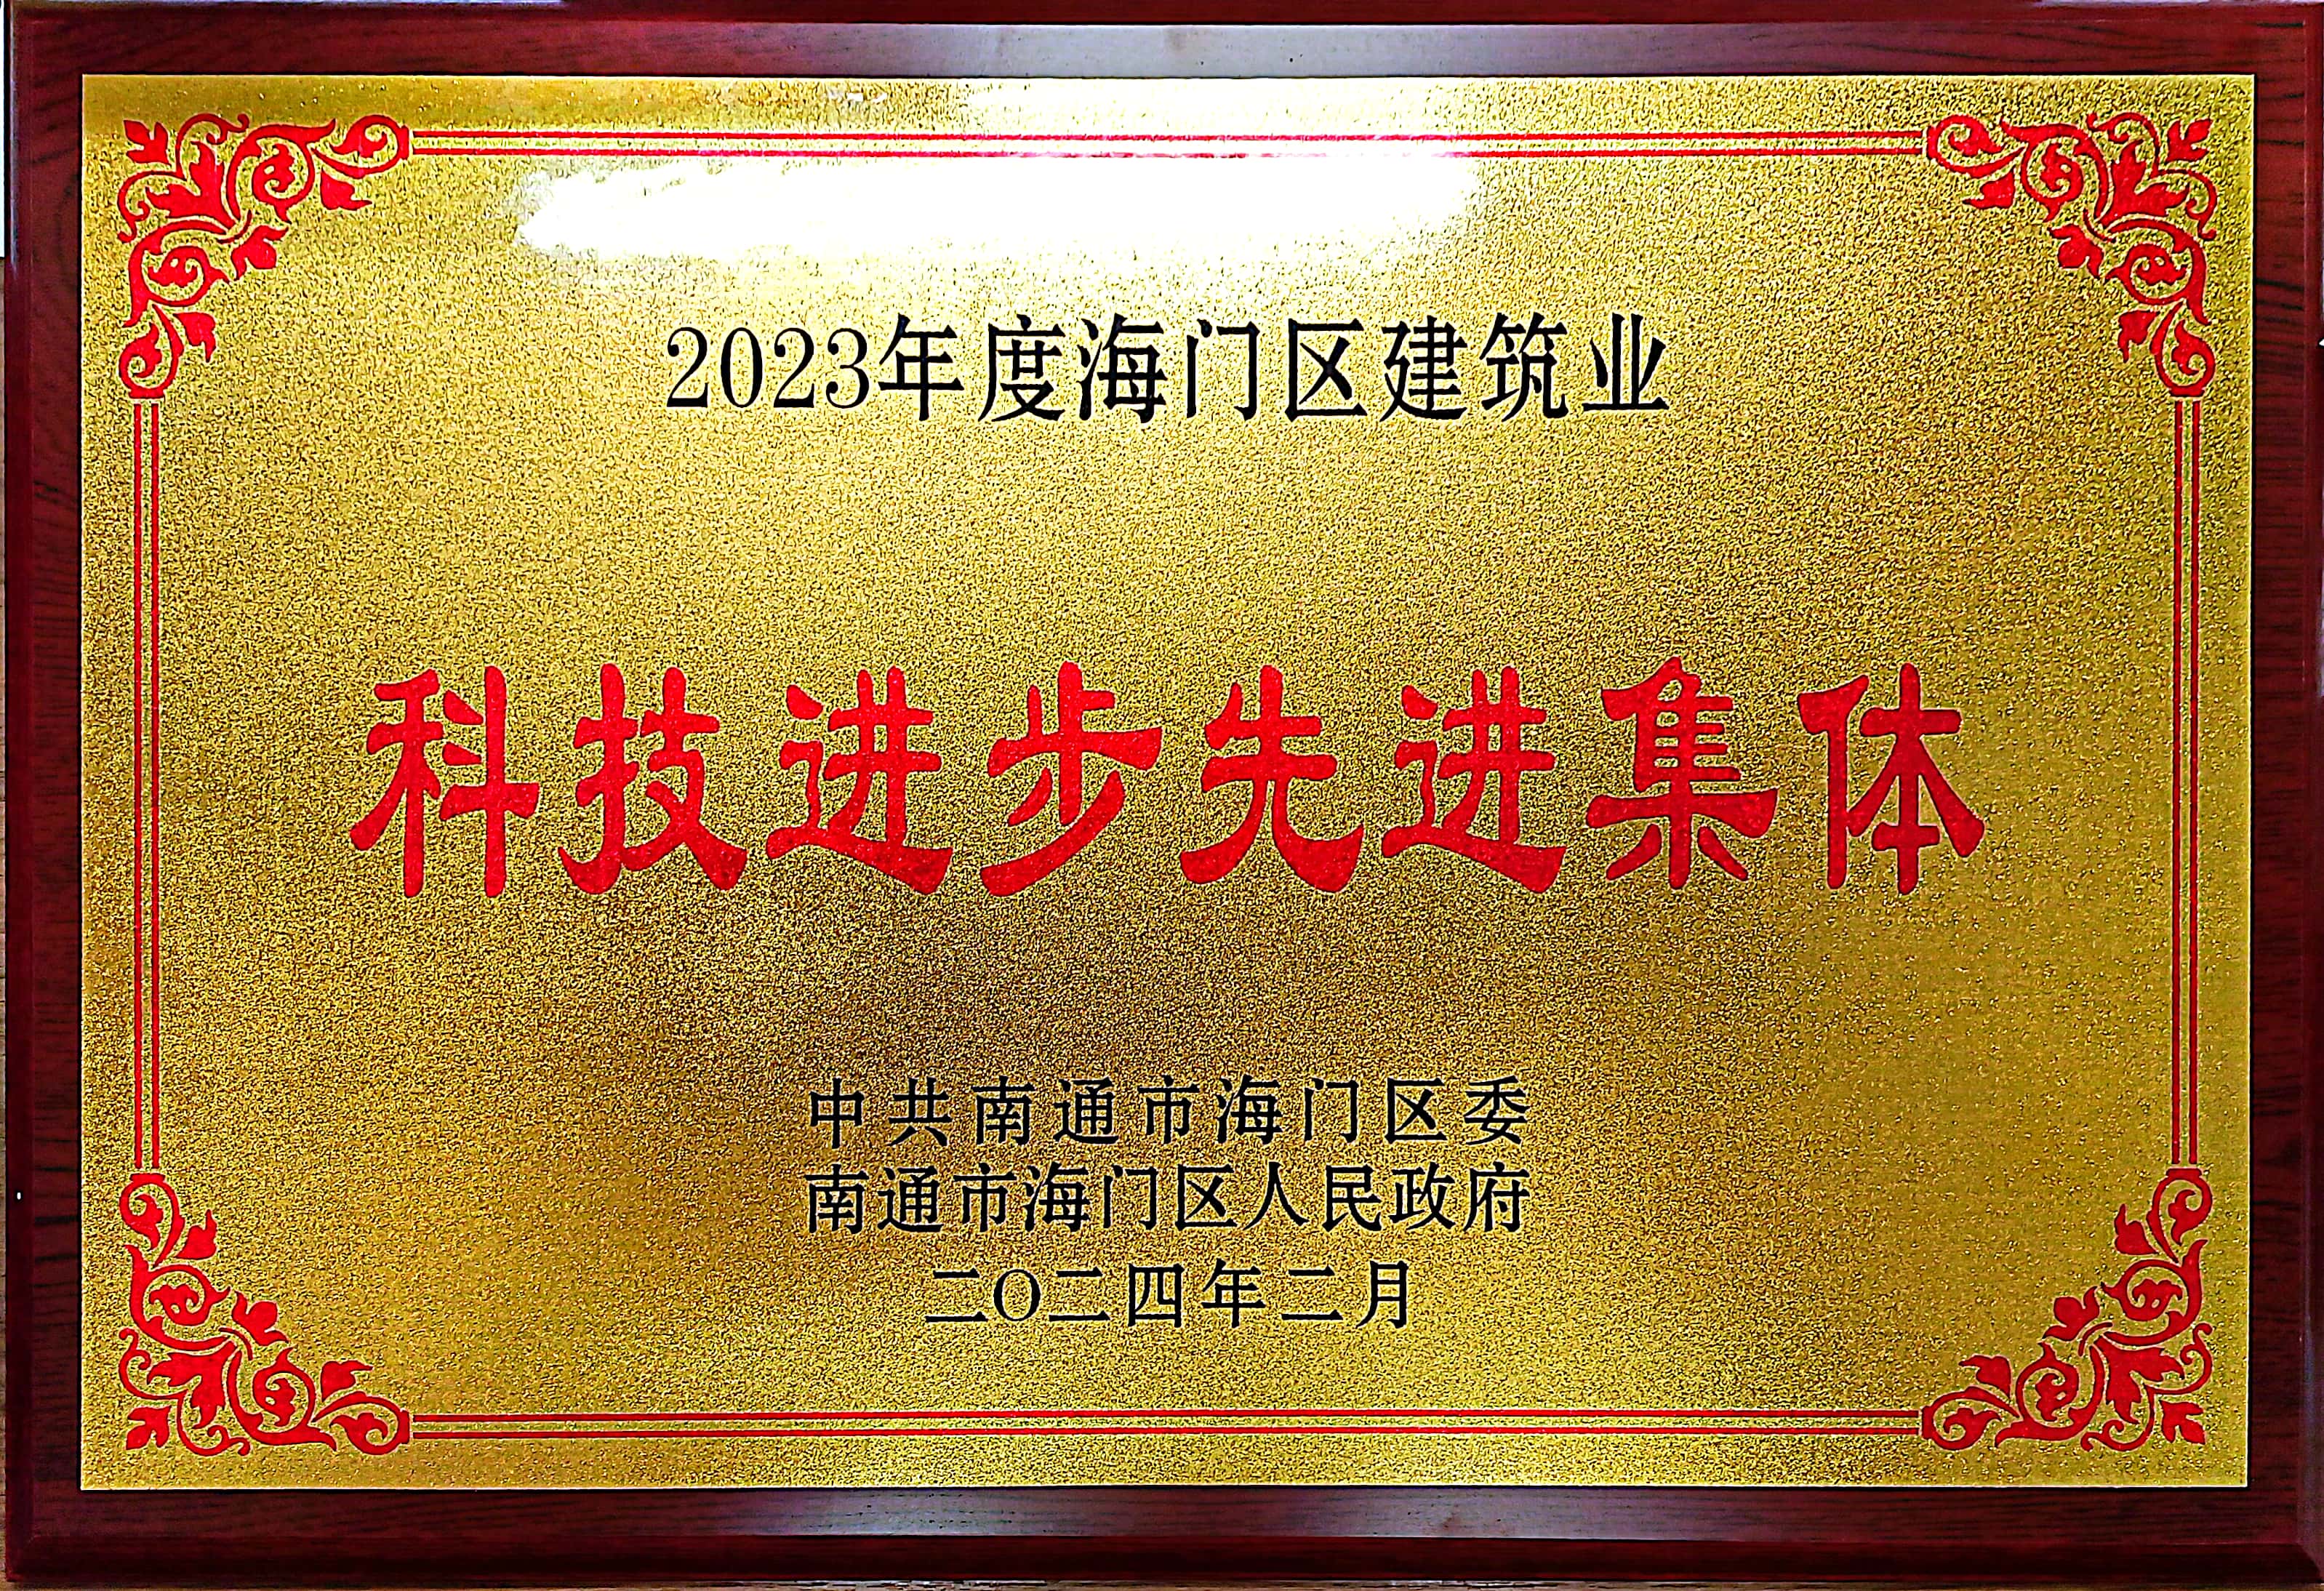 2023年度海门区建筑业
科技进步先进集体
中共南通市海门区委
南通市海门区人民政府
二O二四年二月